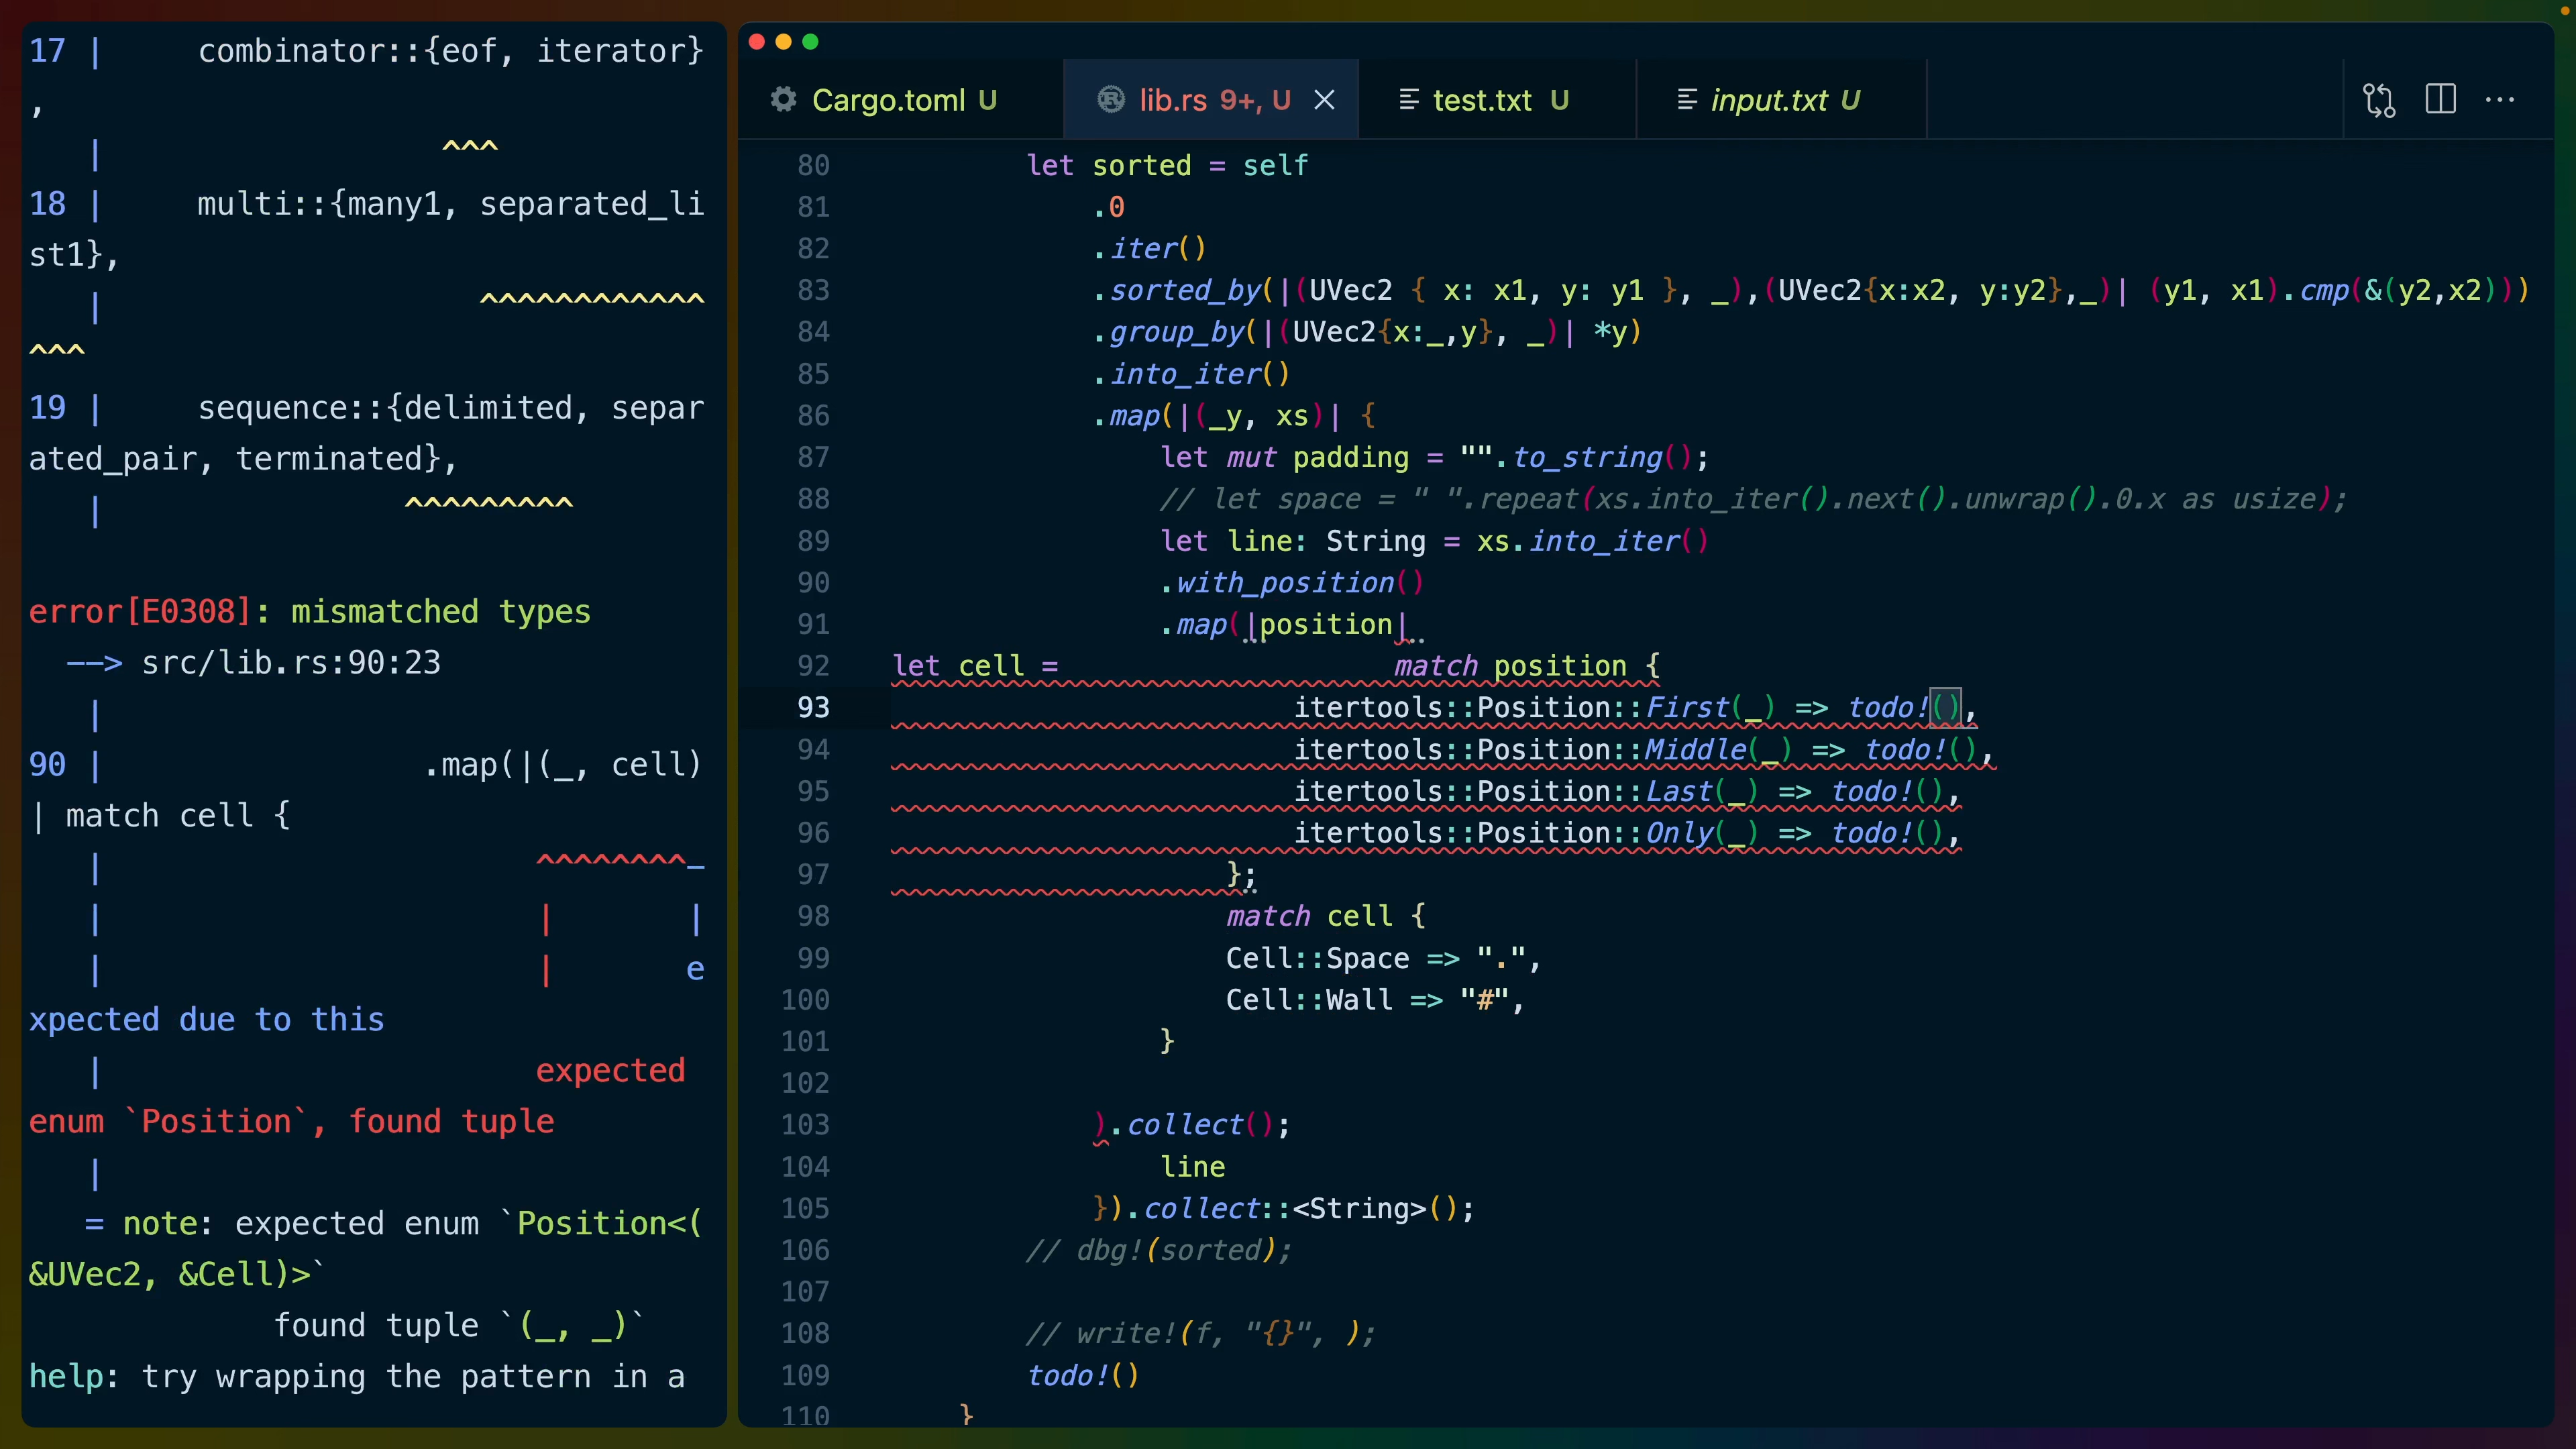 17 |     combinator::{eof, iterator}
,
   |                  ^^^
18 |     multi::{many1, separated_li
st1},
   |                    ^^^^^^^^^^^^
^^^
19 |     sequence::{delimited, separ
ated_pair, terminated},
   |                ^^^^^^^^^

error[E0308]: mismatched types
  --> src/lib.rs:90:23
   |
90 |                 .map(|(_, cell)
| match cell {
   |                       ^^^^^^^^-
   |                       |       |
   |                       |       e
xpected due to this
   |                       expected
enum `Position`, found tuple
   |
   = note: expected enum `Position<(
&UVec2, &Cell)>`
             found tuple `(_, _)`
help: try wrapping the pattern in a
Cargo.toml U
lib.rs 9+, U
test.txt U
input.txt U
80 let sorted = self
81 .0
82 .iter()
83 .sorted_by(|(UVec2 { x: x1, y: y1 }, _),(UVec2{x:x2, y:y2},_)| (y1, x1).cmp(&(y2,x2)))
84 .group_by(|(UVec2{x:_,y}, _)| *y)
85 .into_iter()
86 .map(|(_y, xs)| {
87 let mut padding = "".to_string();
88 // let space = " ".repeat(xs.into_iter().next().unwrap().0.x as usize);
89 let line: String = xs.into_iter()
90 .with_position()
91 .map(|position|
92 let cell =                     match position {
93 itertools::Position::First(_) => todo!(),
94 itertools::Position::Middle(_) => todo!(),
95 itertools::Position::Last(_) => todo!(),
96 itertools::Position::Only(_) => todo!(),
97 };
98 match cell {
99 Cell::Space => ".",
100 Cell::Wall => "#",
101 }
102
103 ).collect();
104 line
105 }).collect::<String>();
106 // dbg!(sorted);
107
108 // write!(f, "{}", );
109 todo!()
110 }